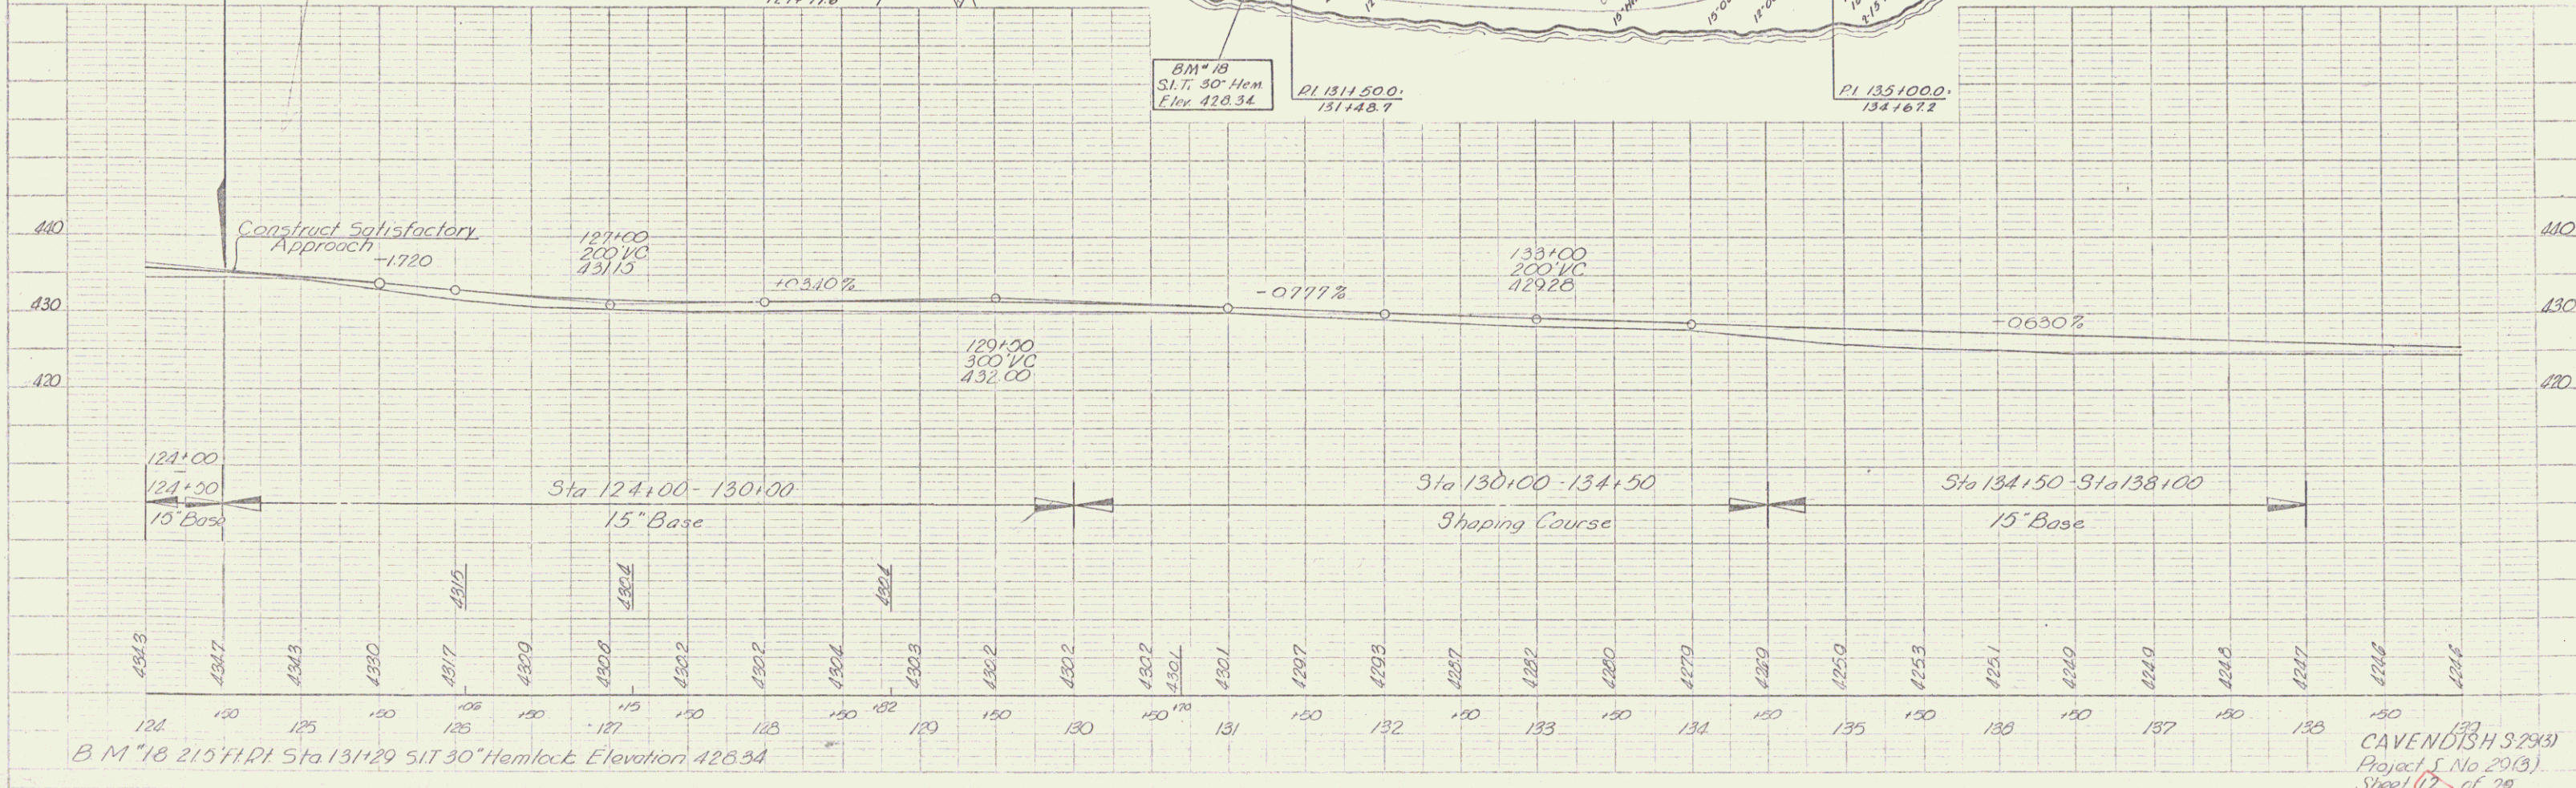 BM# 18
S.I.T. 30" Hem.
Elev. 428.34
P.I. 131+50.0
131+48.7
P.I. 135+00.0
134+67.2
440
430
420
440
430
420
Construct Satisfactory
Approach
-1.720
127+00
200' VC
431.15
+0.340%
129+50
300' VC
432.00
-0.777%
133+00
200' VC
429.28
-0.630%
124+00
-
124+50
15" Base
Sta 124+00 - 130+00
15" Base
Sta 130+00 - 134+50
Shaping Course
Sta 134+50 - Sta 138+00
15" Base
431.5 430.4 430.4
434.3 434.7 434.3 433.0 431.7 430.9 430.6 430.2 430.2 430.4 430.3 430.2 430.2 430.2 430.1 430.1 429.7 429.3 428.7 428.2 428.0 427.9 426.9 425.9 425.3 425.1 424.9 424.9 424.8 424.7 424.6 424.6
124 +50 125 +50 126 +06 +50 127 +15 +50 128 +50 +82 129 +50 130 +50 +70 131 +50 132 +50 133 +50 134 +50 135 +50 136 +50 137 +50 138 +50 139
B M #18 21.5' Ft. Rt. Sta. 131+29 S.I.T 30" Hemlock Elevation 428.34
CAVENDISH S-29(3)
Project S No 29(3)
Sheet 12 of